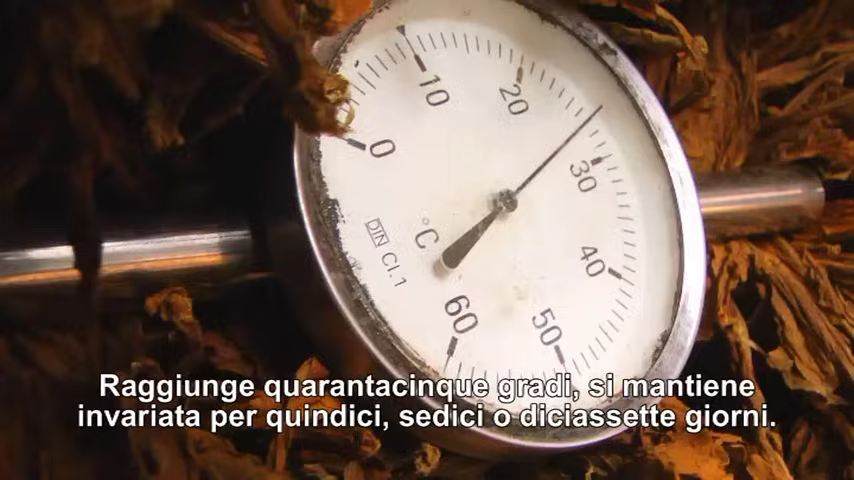 0
10
20
30
40
50
60
°C
DIN Cl.1
Raggiunge quarantacinque gradi, si mantiene
invariata per quindici, sedici o diciassette giorni.